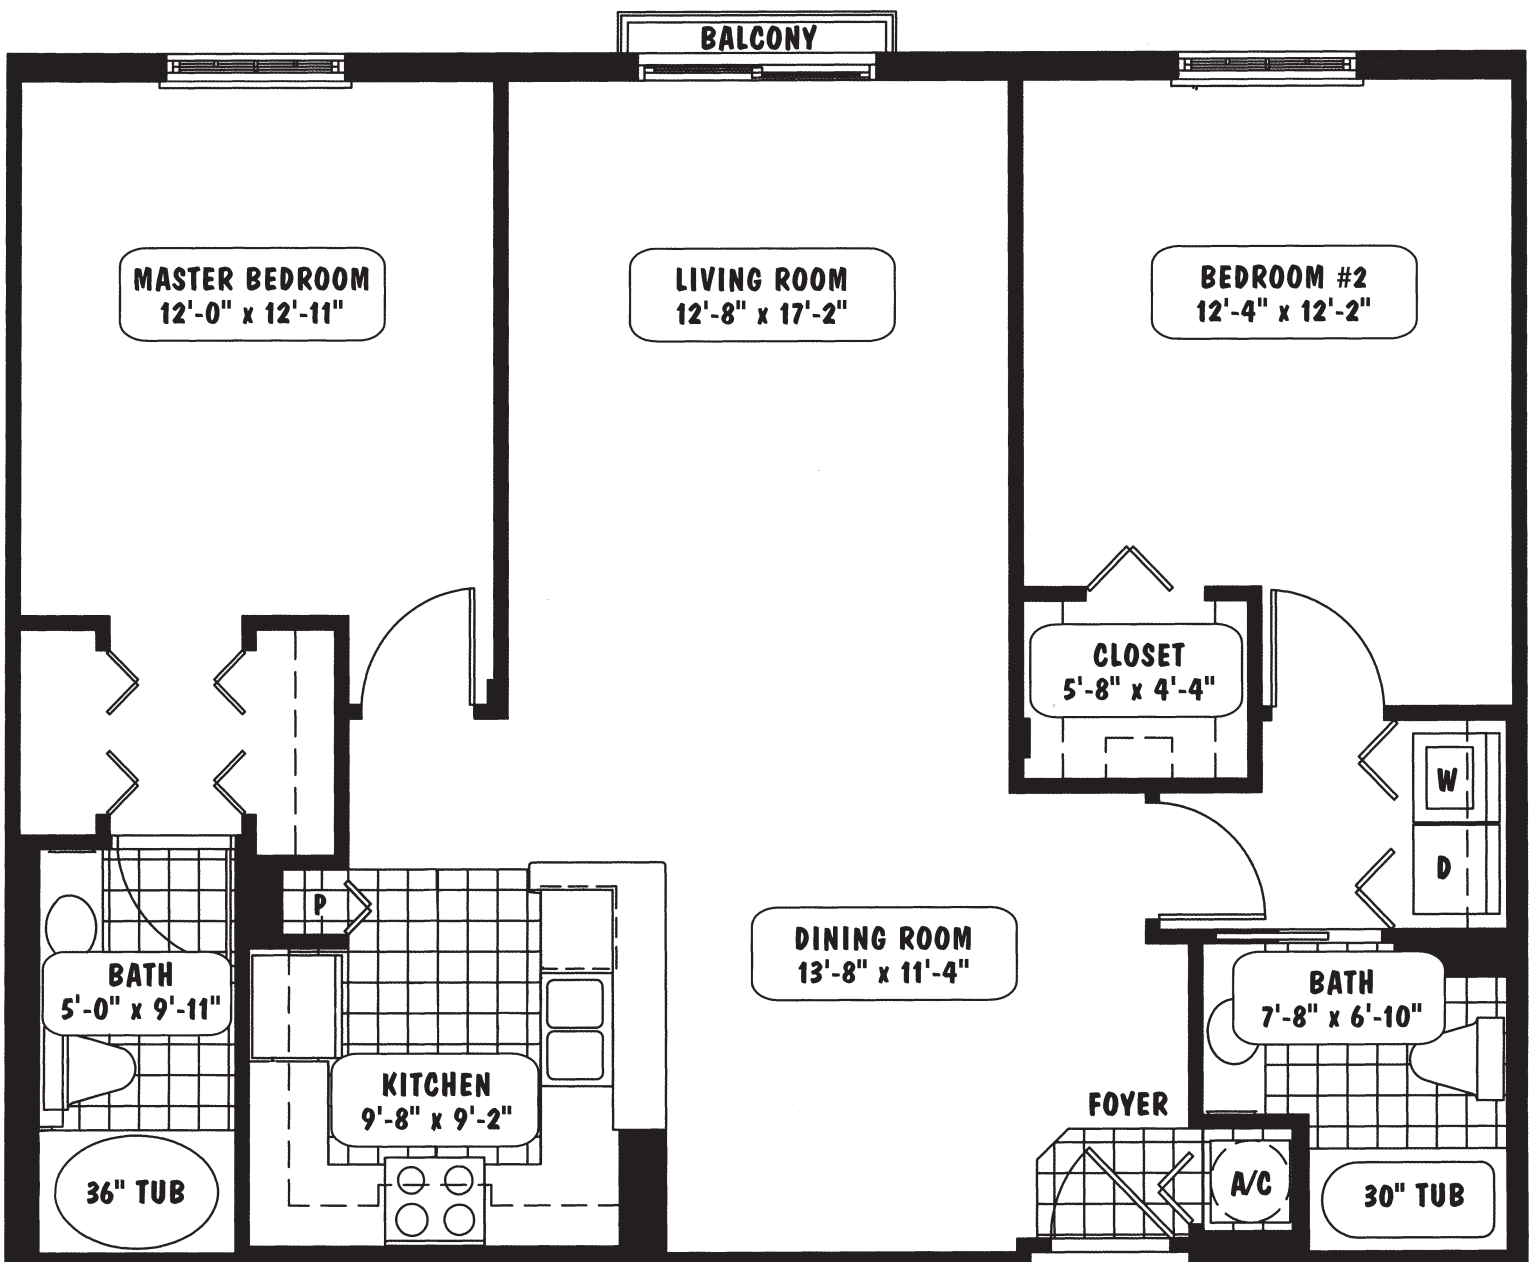 BALCONY
MASTER BEDROOM
12'-0" x 12'-11"
LIVING ROOM
12'-8" x 17'-2"
BEDROOM #2
12'-4" x 12'-2"
CLOSET
5'-8" x 4'-4"
W
D
P
DINING ROOM
13'-8" x 11'-4"
BATH
5'-0" x 9'-11"
BATH
7'-8" x 6'-10"
KITCHEN
9'-8" x 9'-2"
FOYER
A/C
36" TUB
30" TUB